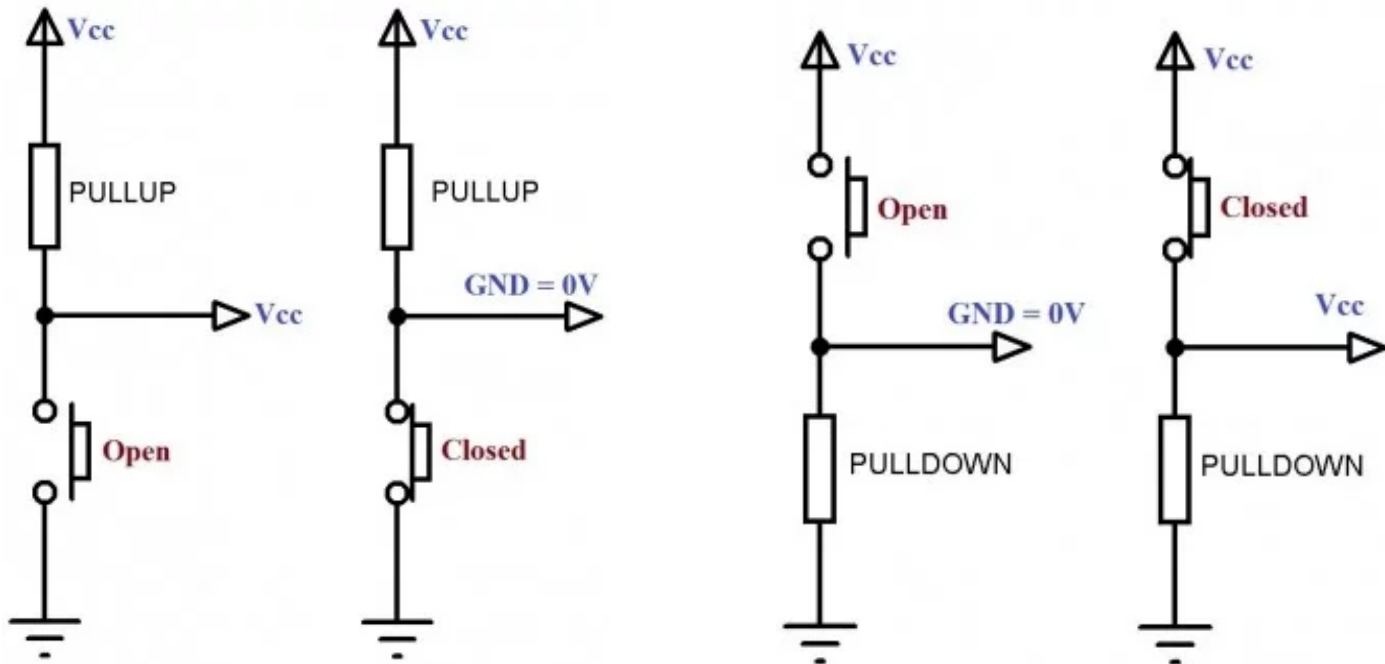 Vcc
Vcc
Vcc
Vcc
PULLUP
PULLUP
Open
Closed
GND = 0V
Vcc
GND = 0V
Vcc
Open
Closed
PULLDOWN
PULLDOWN